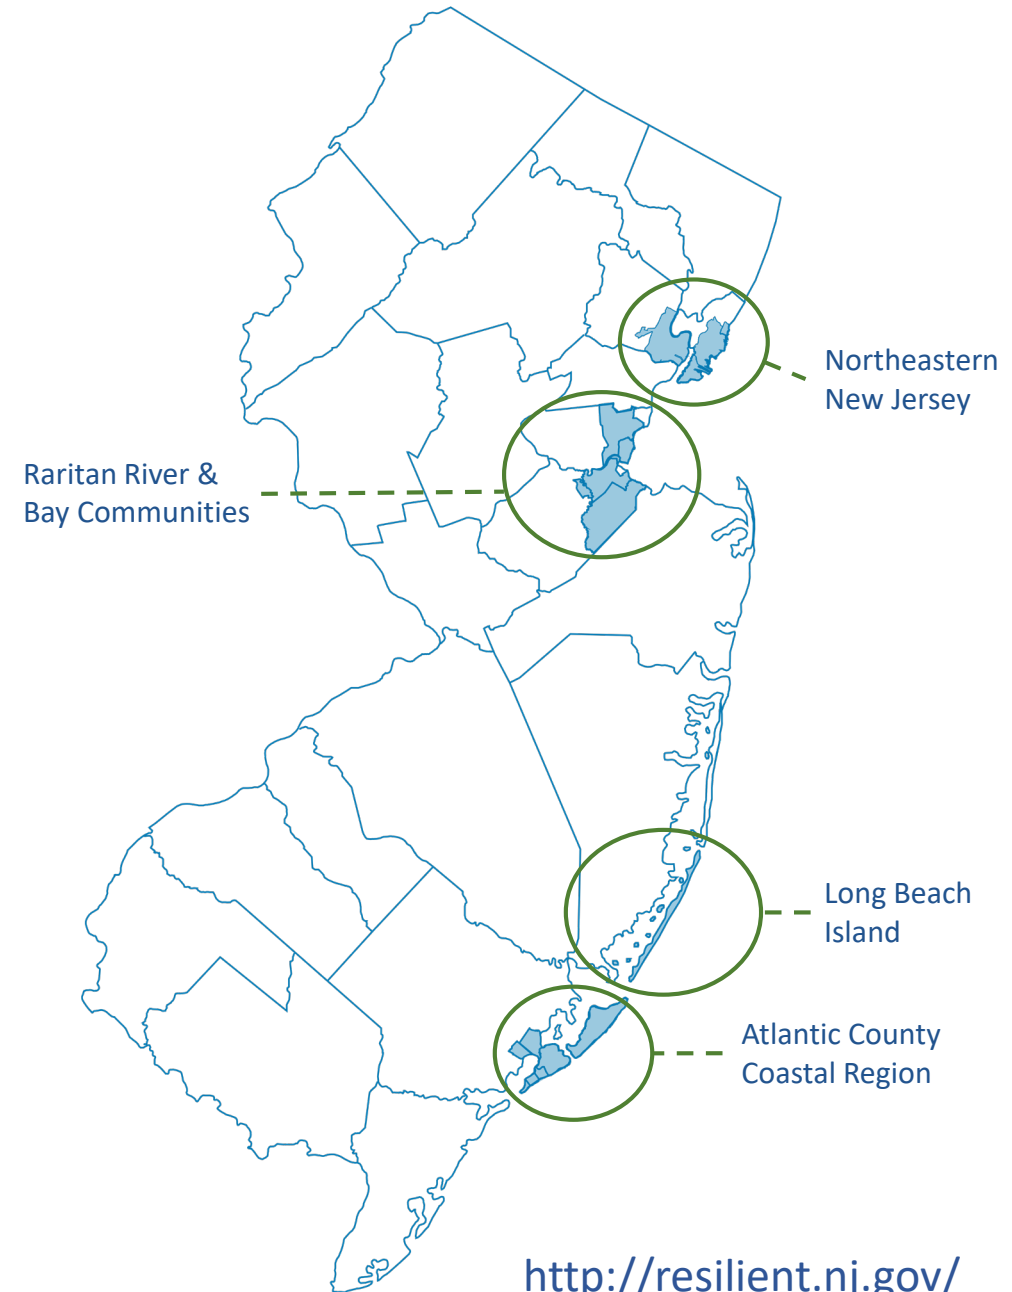 Northeastern
New Jersey
Raritan River &
Bay Communities
Long Beach
Island
Atlantic County
Coastal Region
http://resilient.nj.gov/